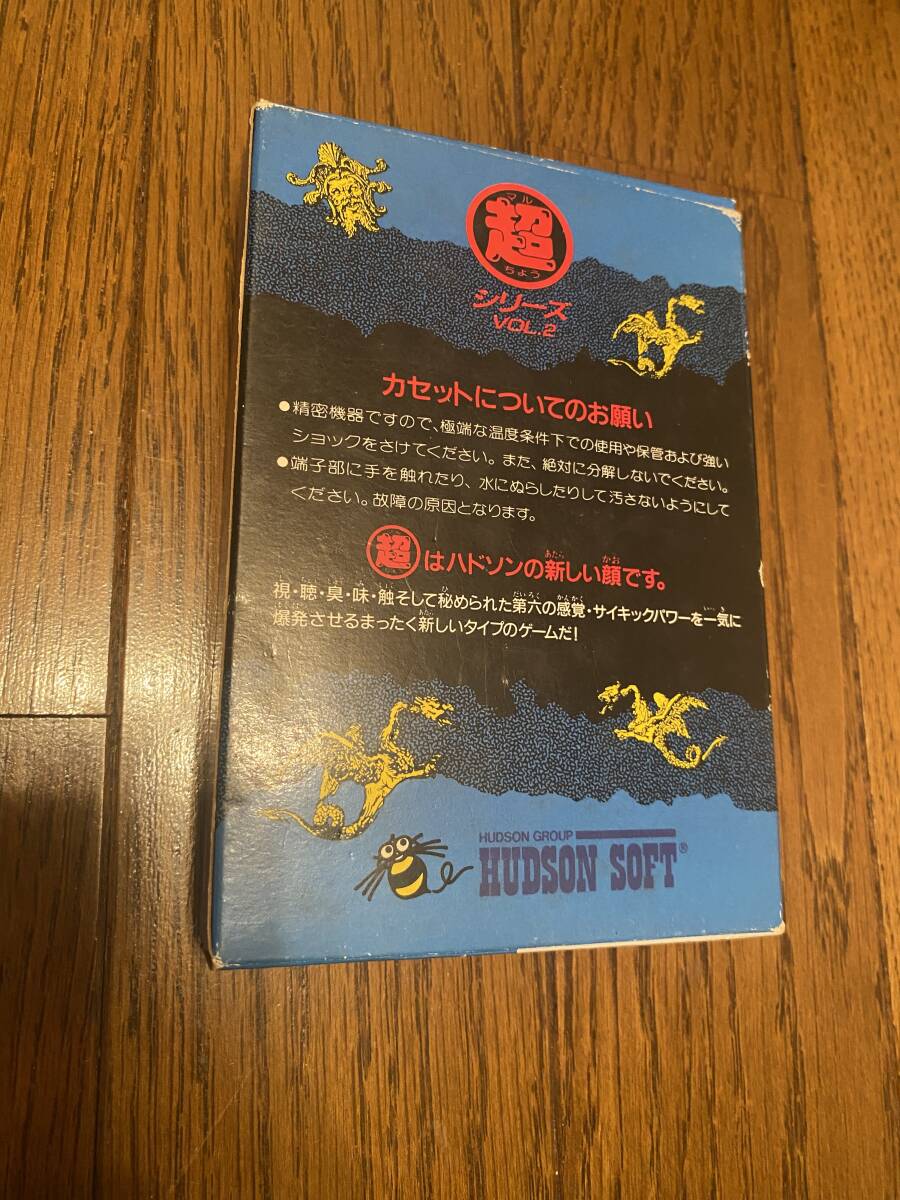 マル
超
ちょう
シリーズ
VOL.2
カセットについてのお願い
●精密機器ですので、極端な温度条件下での使用や保管および強い
ショックをさけてください。また、絶対に分解しないでください。
●端子部に手を触れたり、水にぬらしたりして汚さないようにして
ください。故障の原因となります。
超はハドソンの新しい顔です。
視・聴・臭・味・触そして秘められた第六の感覚・サイキックパワーを一気に
爆発させるまったく新しいタイプのゲームだ!
HUDSON GROUP
HUDSON SOFT®